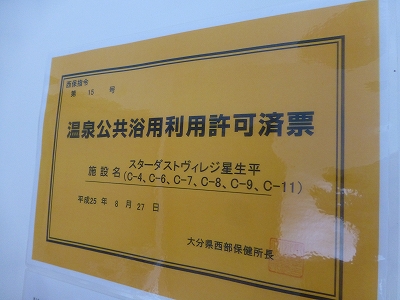 西保指令
第 15 号
温泉公共浴用利用許可済票
スターダストヴィレジ星生平
施設名(C-4、C-6、C-7、C-8、C-9、C-11)
平成25年 8月 27日
大分県西部保健所長